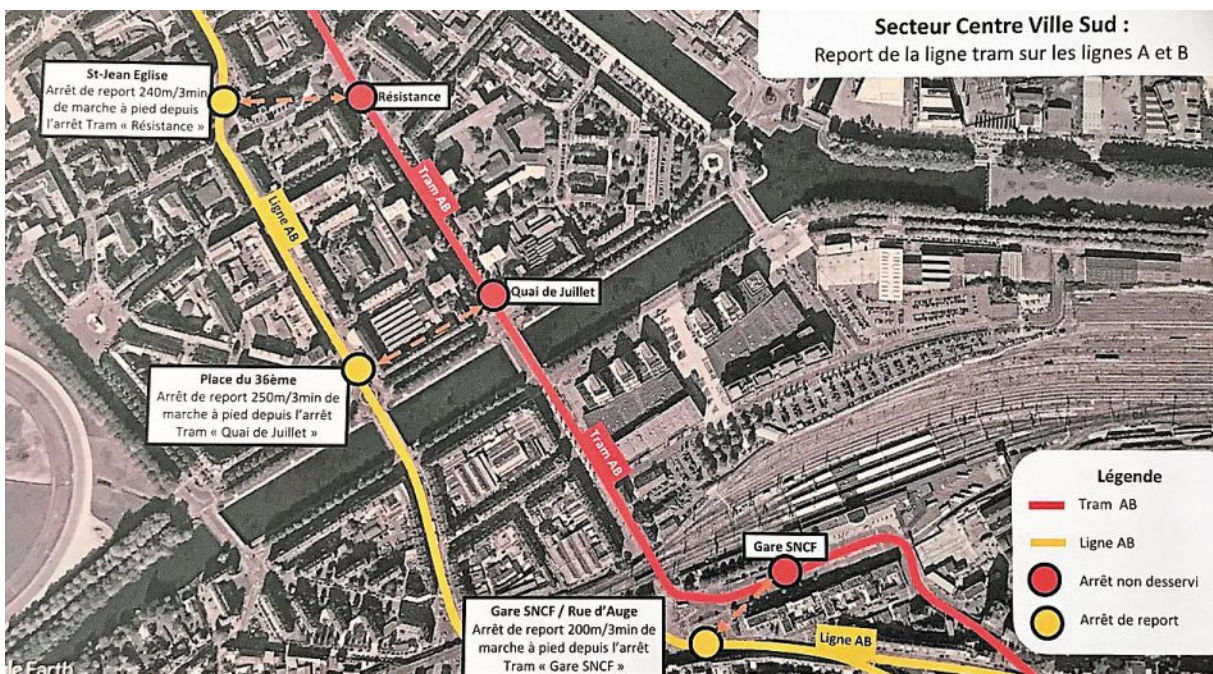 Secteur Centre Ville Sud :
Report de la ligne tram sur les lignes A et B
St-Jean Eglise
Arrêt de report 240m/3min
de marche à pied depuis
l'arrêt Tram « Résistance »
Résistance
Tram AB
Ligne AB
Quai de Juillet
Place du 36ème
Arrêt de report 250m/3min de
marche à pied depuis l'arrêt
Tram « Quai de Juillet »
Tram AB
Gare SNCF
Gare SNCF / Rue d'Auge
Arrêt de report 200m/3min de
marche à pied depuis l'arrêt
Tram « Gare SNCF »
Ligne AB
Légende
Tram AB
Ligne AB
Arrêt non desservi
Arrêt de report
le Earth